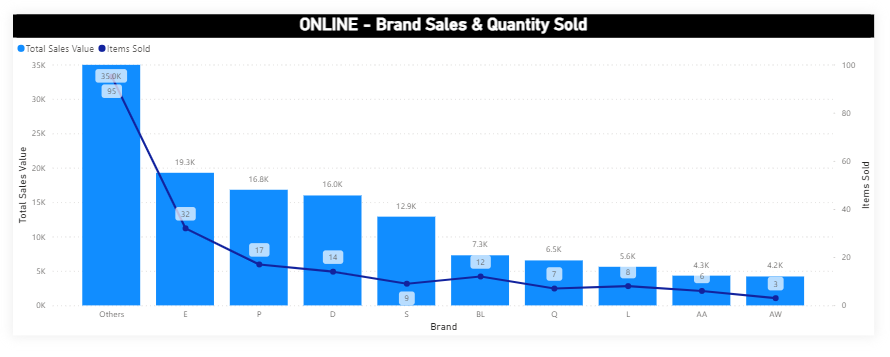 ONLINE - Brand Sales & Quantity Sold
Total Sales Value Items Sold
35K
30K
25K
20K
15K
10K
5K
0K
Total Sales Value
100
80
60
40
20
0
Items Sold
35.0K
95
19.3K
32
16.8K
17
16.0K
14
12.9K
9
7.3K
12
6.5K
7
5.6K
8
4.3K
6
4.2K
3
Others E P D S BL Q L AA AW
Brand